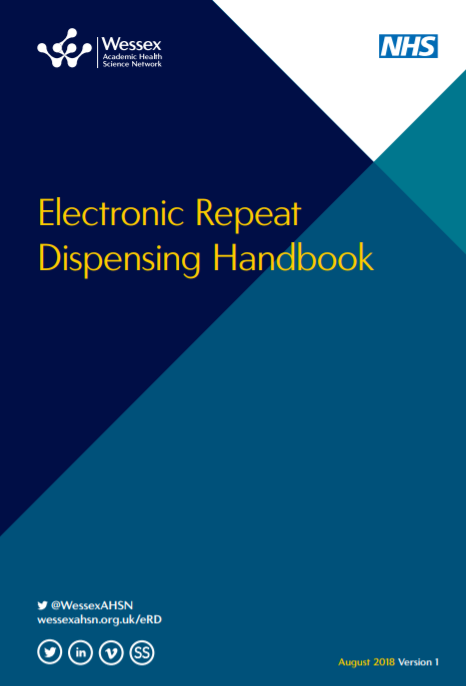 Wessex
Academic Health
Science Network
NHS
Electronic Repeat
Dispensing Handbook
@WessexAHSN
wessexahsn.org.uk/eRD
in
SS
August 2018 Version 1